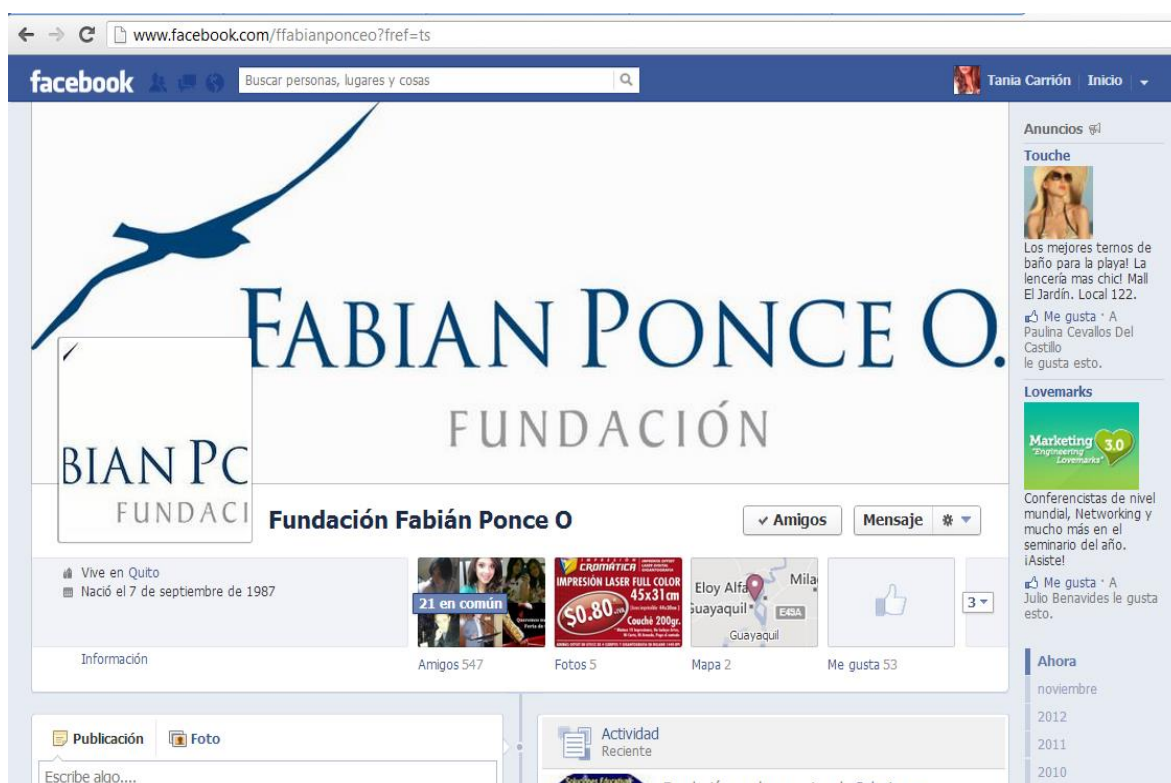 www.facebook.com/ffabianponceo?fref=ts
facebook
Buscar personas, lugares y cosas
Tania Carrión
Inicio
FABIAN PONCE O.
FUNDACIÓN
BIAN PC
FUNDACI
Fundación Fabián Ponce O
Amigos
Mensaje
Vive en Quito
Nació el 7 de septiembre de 1987
Información
21 en común
Amigos 547
CROMÁTICA
IMPRESIÓN LASER FULL COLOR
45x31cm
$0.80
Couché 200gr.
Fotos 5
Eloy Alfa
Mila
Guayaquil
E49A
Guayaquil
Mapa 2
Me gusta 53
3
Publicación
Foto
Escribe algo....
Actividad
Reciente
Anuncios
Touche
Los mejores ternos de
baño para la playa! La
lencería mas chic! Mall
El Jardín. Local 122.
Me gusta · A
Paulina Cevallos Del
Castillo
le gusta esto.
Lovemarks
Marketing 3.0
"Engineering
Lovemarks"
Conferencistas de nivel
mundial, Networking y
mucho más en el
seminario del año.
¡Asiste!
Me gusta · A
Julio Benavides le gusta
esto.
Ahora
noviembre
2012
2011
2010